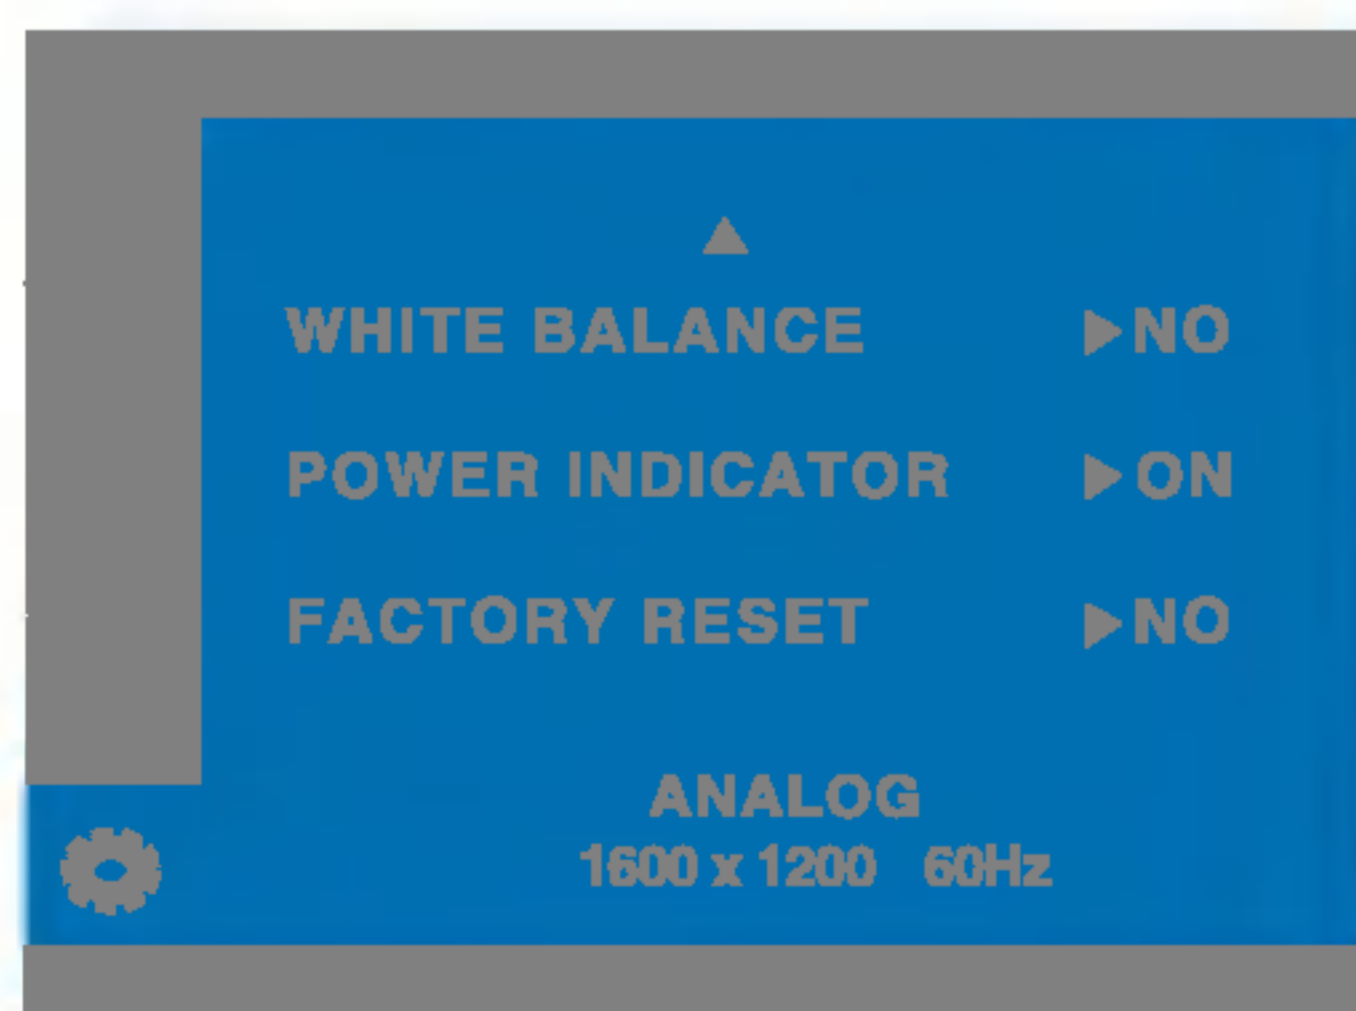 WHITE BALANCE ▶NO
POWER INDICATOR ▶ON
FACTORY RESET ▶NO
ANALOG
1600 x 1200 60Hz